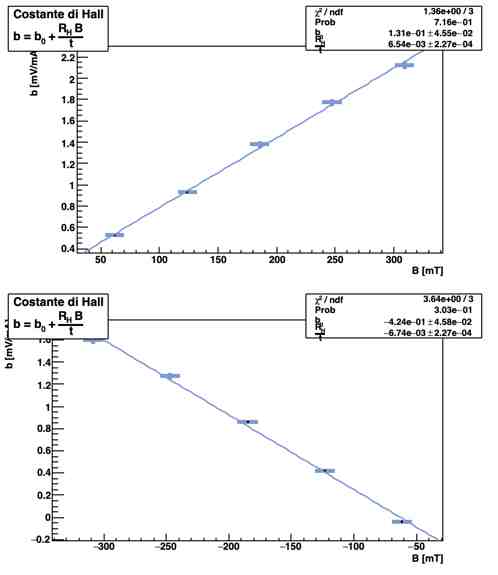 Costante di Hall
b = b₀ + R_H B / t
χ² / ndf 1.36e+00 / 3
Prob 7.16e−01
1.31e−01 ± 4.55e−02
6.54e−03 ± 2.27e−04
b [mV/mA
2.2
2
1.8
1.6
1.4
1.2
1
0.8
0.6
0.4
50 100 150 200 250 300
B [mT]
Costante di Hall
b = b₀ + R_H B / t
χ² / ndf 3.64e+00 / 3
Prob 3.03e−01
−4.24e−01 ± 4.58e−02
−6.74e−03 ± 2.27e−04
1.6
1.4
1.2
1
0.8
0.6
0.4
0.2
0
−0.2
−300 −250 −200 −150 −100 −50
B [mT]